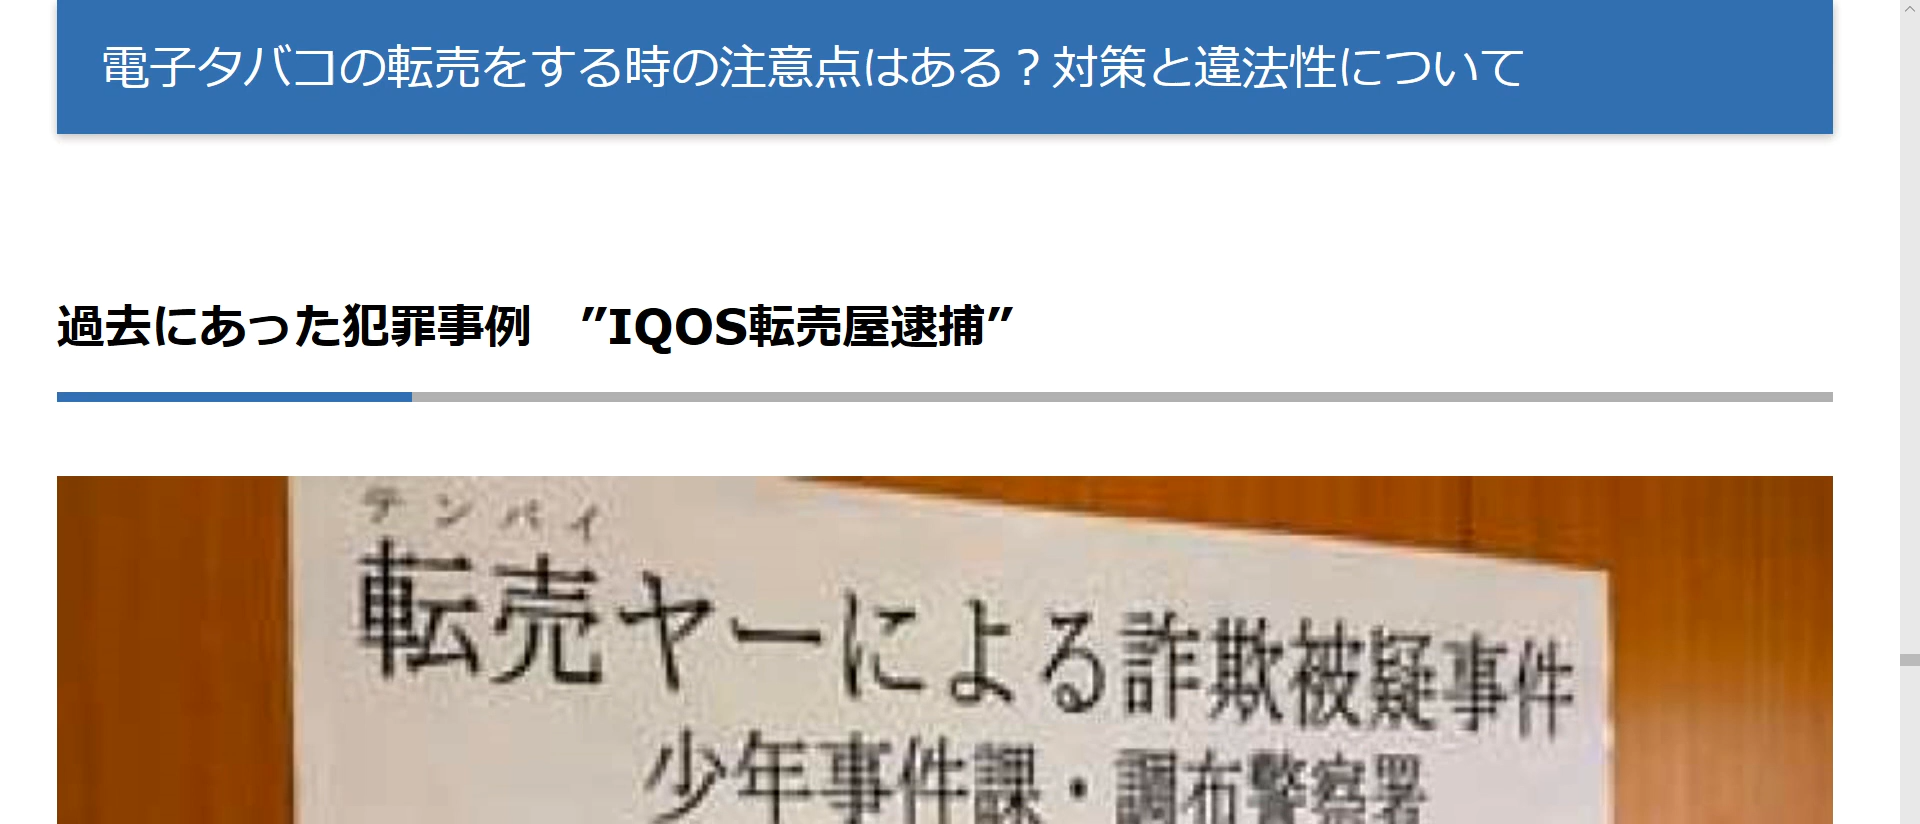 電子タバコの転売をする時の注意点はある？対策と違法性について
過去にあった犯罪事例　”IQOS転売屋逮捕”
テンバイ
転売ヤーによる詐欺被疑事件
少年事件課・調布警察署